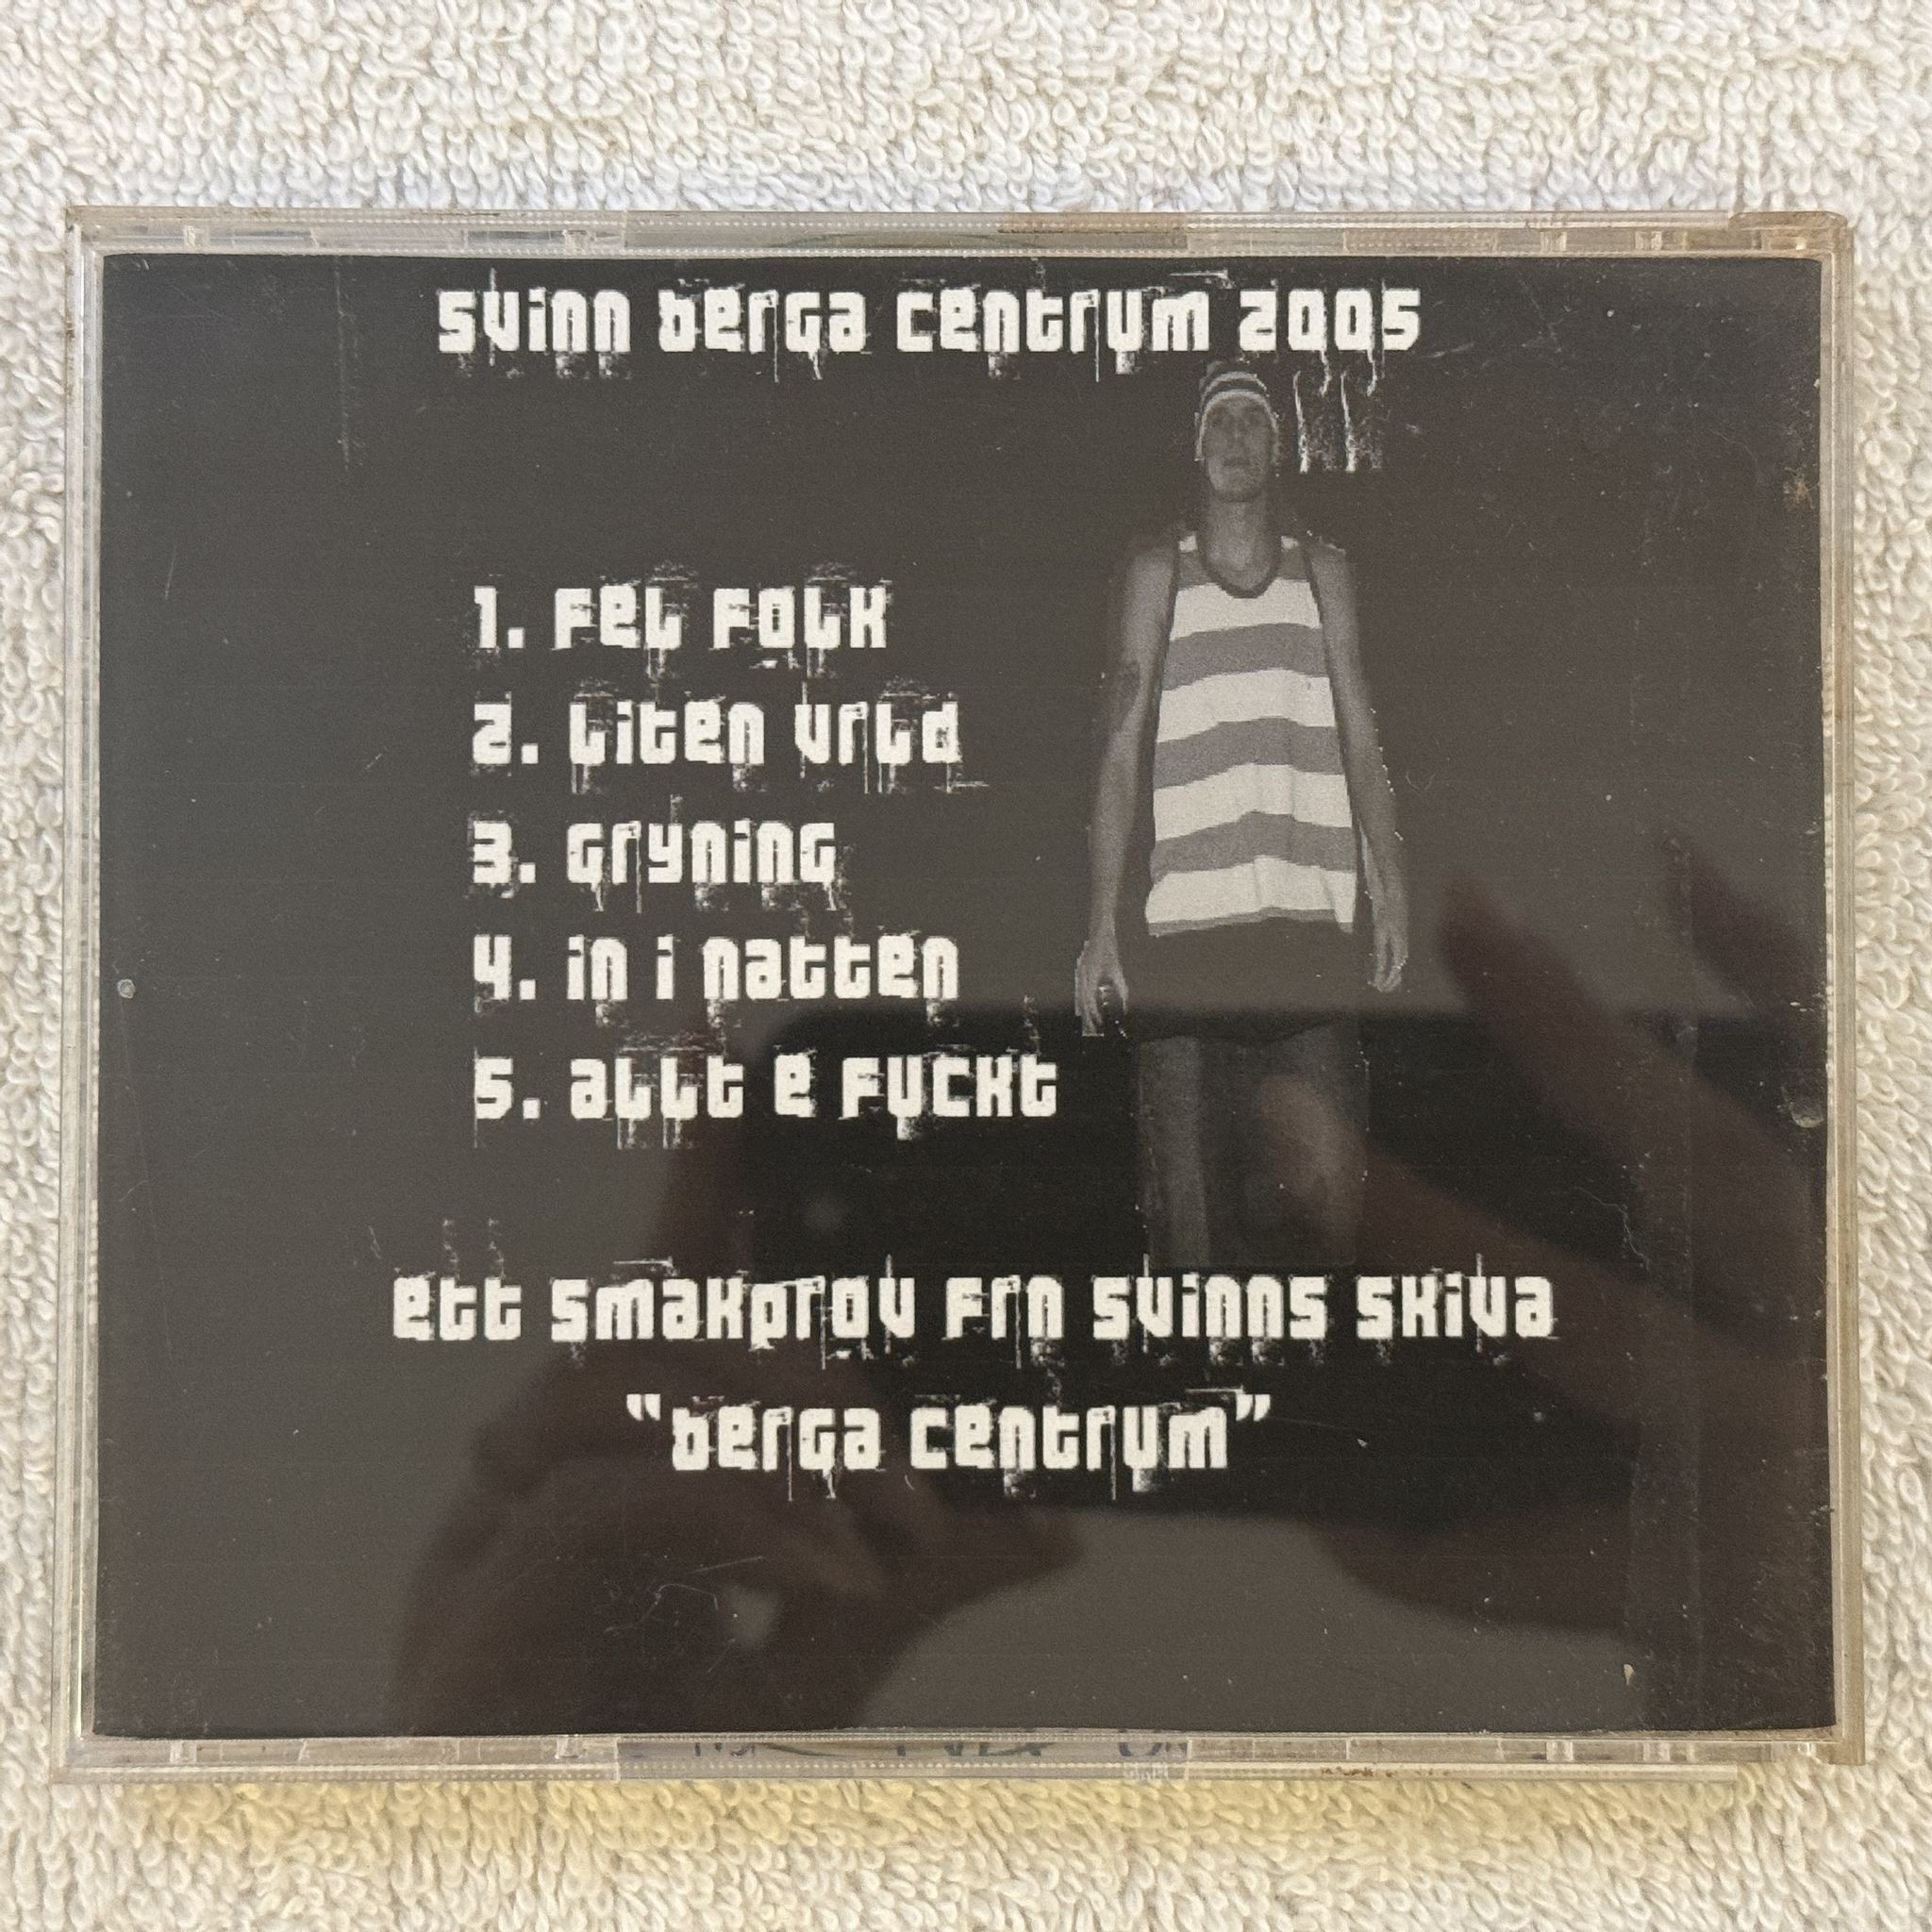 svinn Berga Centrum 2005
1. Fel Folk
2. Liten vrld
3. Gryning
4. in i natten
5. allt e Fuckt
ett smakprov Frn svinns skiva
"Berga Centrum"